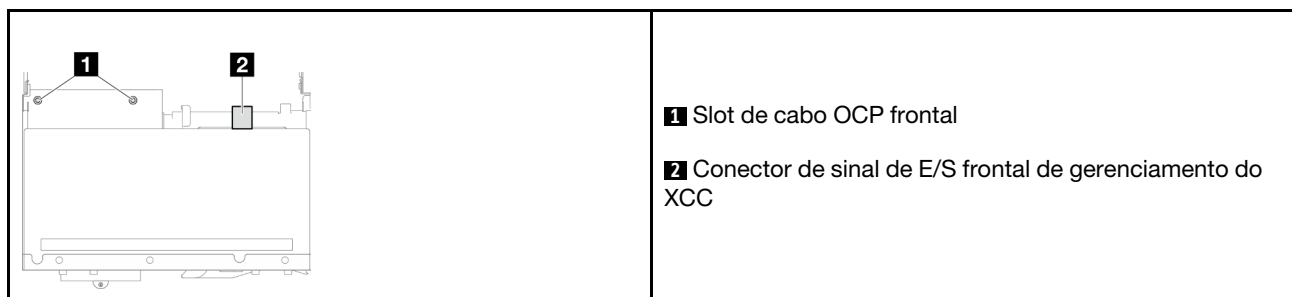 1 2
1 Slot de cabo OCP frontal
2 Conector de sinal de E/S frontal de gerenciamento do
XCC